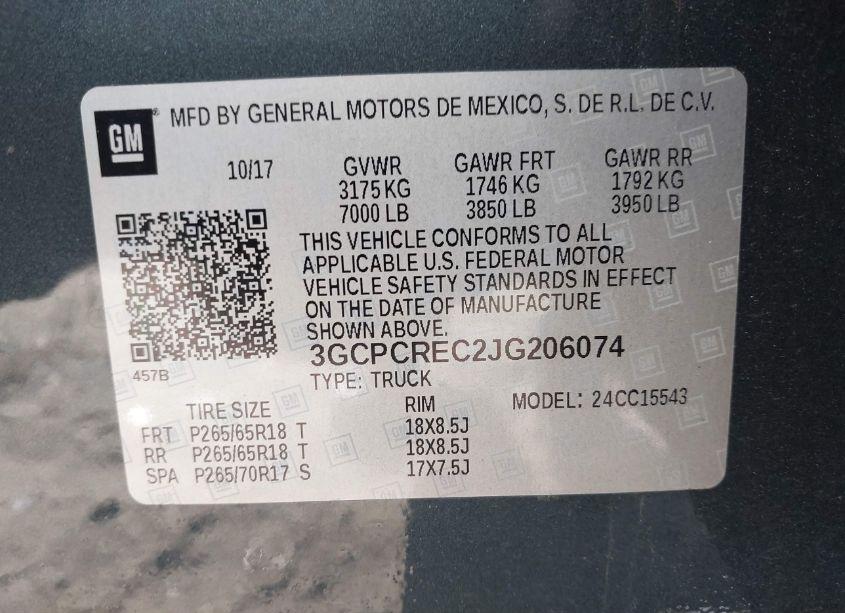 GM ® MFD BY GENERAL MOTORS DE MEXICO, S. DE R.L. DE C.V.
10/17 GVWR GAWR FRT GAWR RR
3175 KG 1746 KG 1792 KG
7000 LB 3850 LB 3950 LB
THIS VEHICLE CONFORMS TO ALL
APPLICABLE U.S. FEDERAL MOTOR
VEHICLE SAFETY STANDARDS IN EFFECT
ON THE DATE OF MANUFACTURE
SHOWN ABOVE.
3GCPCREC2JG206074
457B
TYPE: TRUCK
TIRE SIZE RIM MODEL: 24CC15543
FRT P265/65R18 T 18X8.5J
RR P265/65R18 T 18X8.5J
SPA P265/70R17 S 17X7.5J